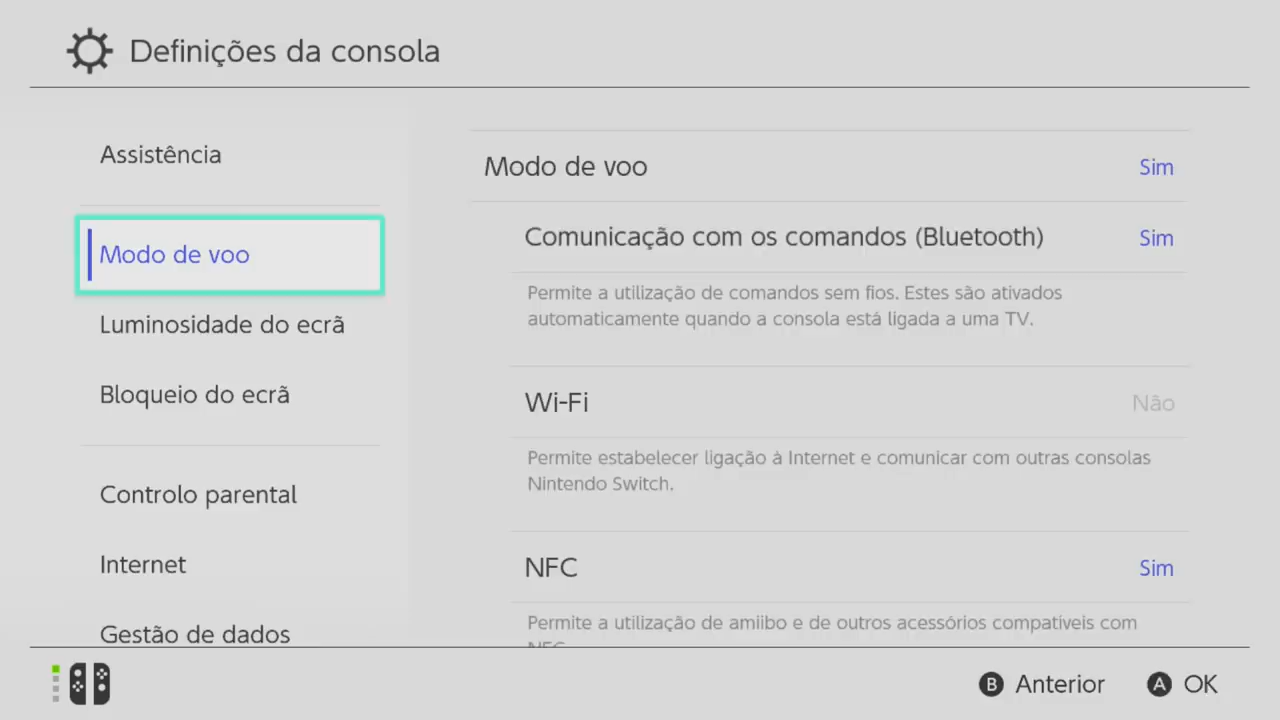 Definições da consola
Assistência
Modo de voo
Luminosidade do ecrã
Bloqueio do ecrã
Controlo parental
Internet
Gestão de dados
Modo de voo Sim
Comunicação com os comandos (Bluetooth) Sim
Permite a utilização de comandos sem fios. Estes são ativados
automaticamente quando a consola está ligada a uma TV.
Wi-Fi Não
Permite estabelecer ligação à Internet e comunicar com outras consolas
Nintendo Switch.
NFC Sim
Permite a utilização de amiibo e de outros acessórios compatíveis com
NFC.
B Anterior A OK